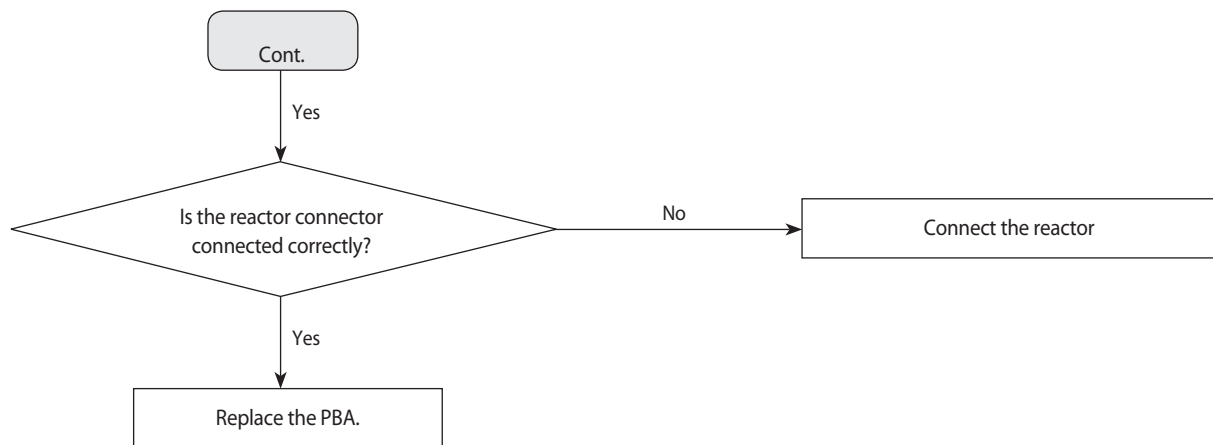 Cont.
Yes
Is the reactor connector
connected correctly?
No
Connect the reactor
Yes
Replace the PBA.